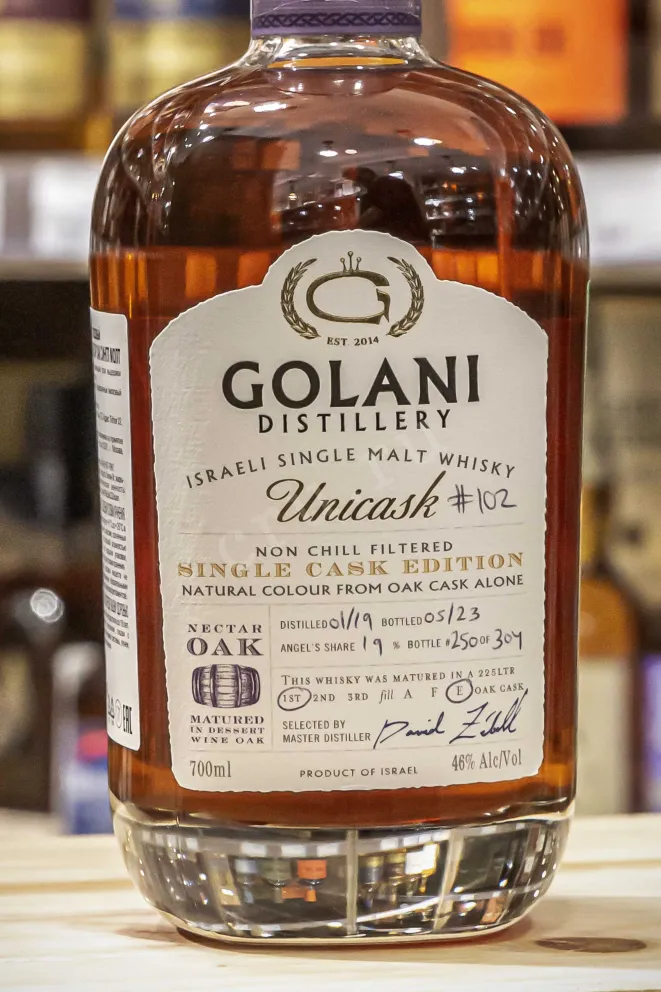 G
EST. 2014
GOLANI
DISTILLERY
ISRAELI SINGLE MALT WHISKY
Unicask #102
NON CHILL FILTERED
SINGLE CASK EDITION
NATURAL COLOUR FROM OAK CASK ALONE
NECTAR
OAK
MATURED
IN DESSERT
WINE OAK
DISTILLED 01/19 BOTTLED 05/23
ANGEL'S SHARE 19 % BOTTLE #250 OF 304
THIS WHISKY WAS MATURED IN A 225LTR
1ST 2ND 3RD fill A F E OAK CASK
SELECTED BY
MASTER DISTILLER
700ml
PRODUCT OF ISRAEL
46% Alc/Vol